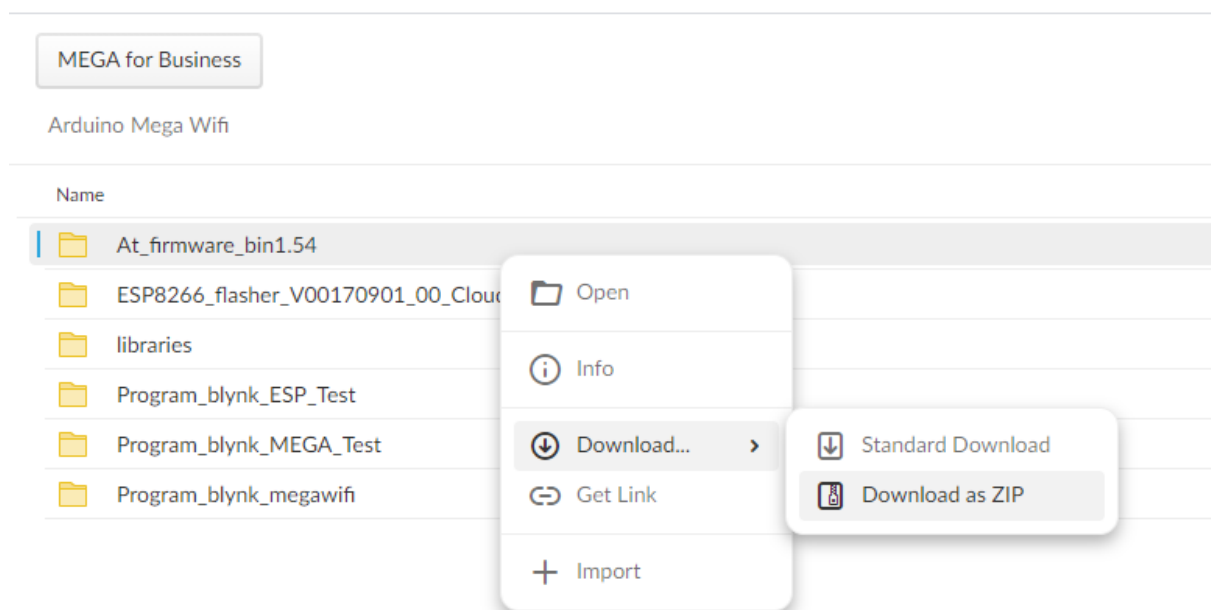 MEGA for Business
Arduino Mega Wifi
Name
At_firmware_bin1.54
ESP8266_flasher_V00170901_00_Clou
libraries
Program_blynk_ESP_Test
Program_blynk_MEGA_Test
Program_blynk_megawifi
Open
Info
Download...
Get Link
Import
Standard Download
Download as ZIP